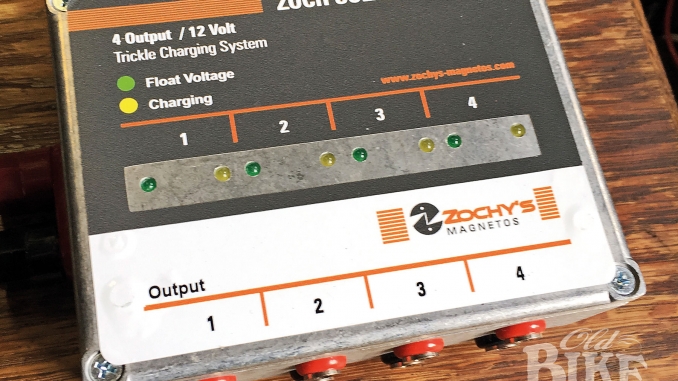 4 Output / 12 Volt
Trickle Charging System
Float Voltage
Charging
www.zochys-magnetos.com
1 2 3 4
ZOCHY'S
MAGNETOS
Output
1 2 3 4
Old
BIKE